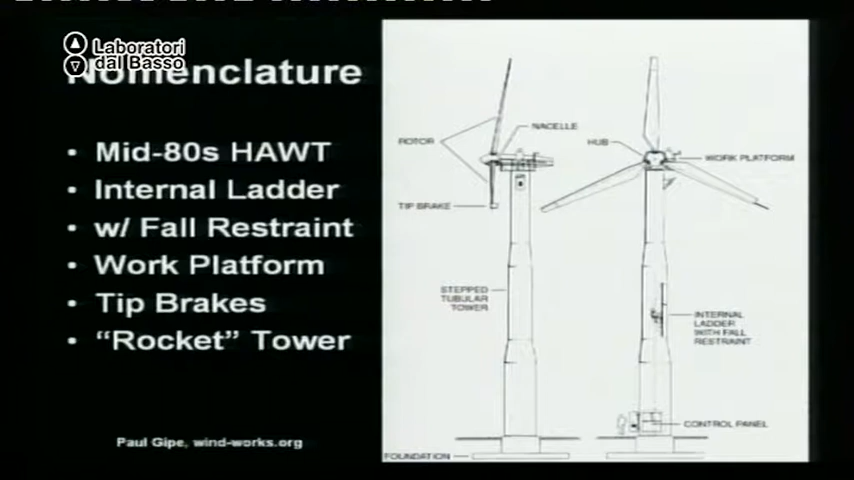 Laboratori
dal Basso
Nomenclature
• Mid-80s HAWT
• Internal Ladder
• w/ Fall Restraint
• Work Platform
• Tip Brakes
• “Rocket” Tower
Paul Gipe, wind-works.org
ROTOR
NACELLE
HUB
WORK PLATFORM
TIP BRAKE
STEPPED
TUBULAR
TOWER
INTERNAL
LADDER
WITH FALL
RESTRAINT
CONTROL PANEL
FOUNDATION